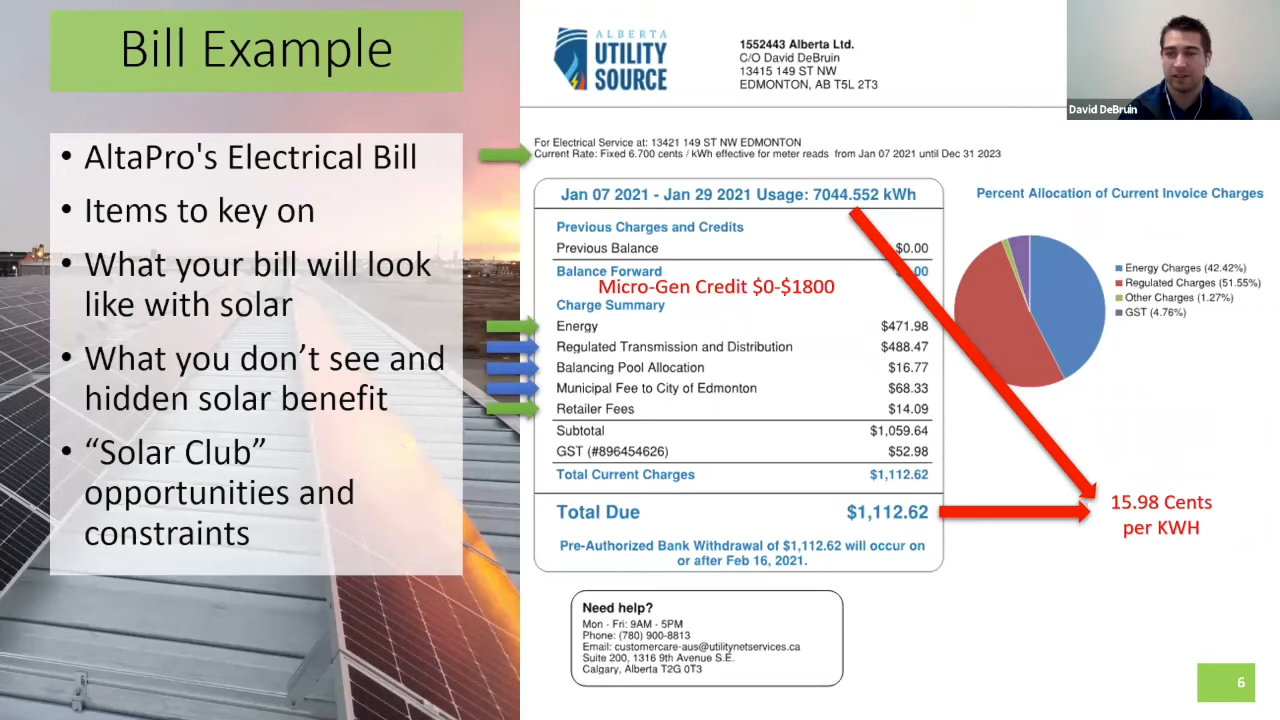 Bill Example
• AltaPro's Electrical Bill
• Items to key on
• What your bill will look
like with solar
• What you don’t see and
hidden solar benefit
• “Solar Club”
opportunities and
constraints
ALBERTA
UTILITY
SOURCE
1552443 Alberta Ltd.
C/O David DeBruin
13415 149 ST NW
EDMONTON, AB T5L 2T3
David DeBruin
For Electrical Service at: 13421 149 ST NW EDMONTON
Current Rate: Fixed 6.700 cents / kWh effective for meter reads from Jan 07 2021 until Dec 31 2023
Jan 07 2021 - Jan 29 2021 Usage: 7044.552 kWh
Previous Charges and Credits
Previous Balance $0.00
Balance Forward
Micro-Gen Credit $0-$1800
Charge Summary
Energy $471.98
Regulated Transmission and Distribution $488.47
Balancing Pool Allocation $16.77
Municipal Fee to City of Edmonton $68.33
Retailer Fees $14.09
Subtotal $1,059.64
GST (#896454626) $52.98
Total Current Charges $1,112.62
Total Due $1,112.62
Pre-Authorized Bank Withdrawal of $1,112.62 will occur on
or after Feb 16, 2021.
Percent Allocation of Current Invoice Charges
Energy Charges (42.42%)
Regulated Charges (51.55%)
Other Charges (1.27%)
GST (4.76%)
15.98 Cents
per KWH
Need help?
Mon - Fri: 9AM - 5PM
Phone: (780) 900-8813
Email: customercare-aus@utilitynetservices.ca
Suite 200, 1316 9th Avenue S.E.
Calgary, Alberta T2G 0T3
6